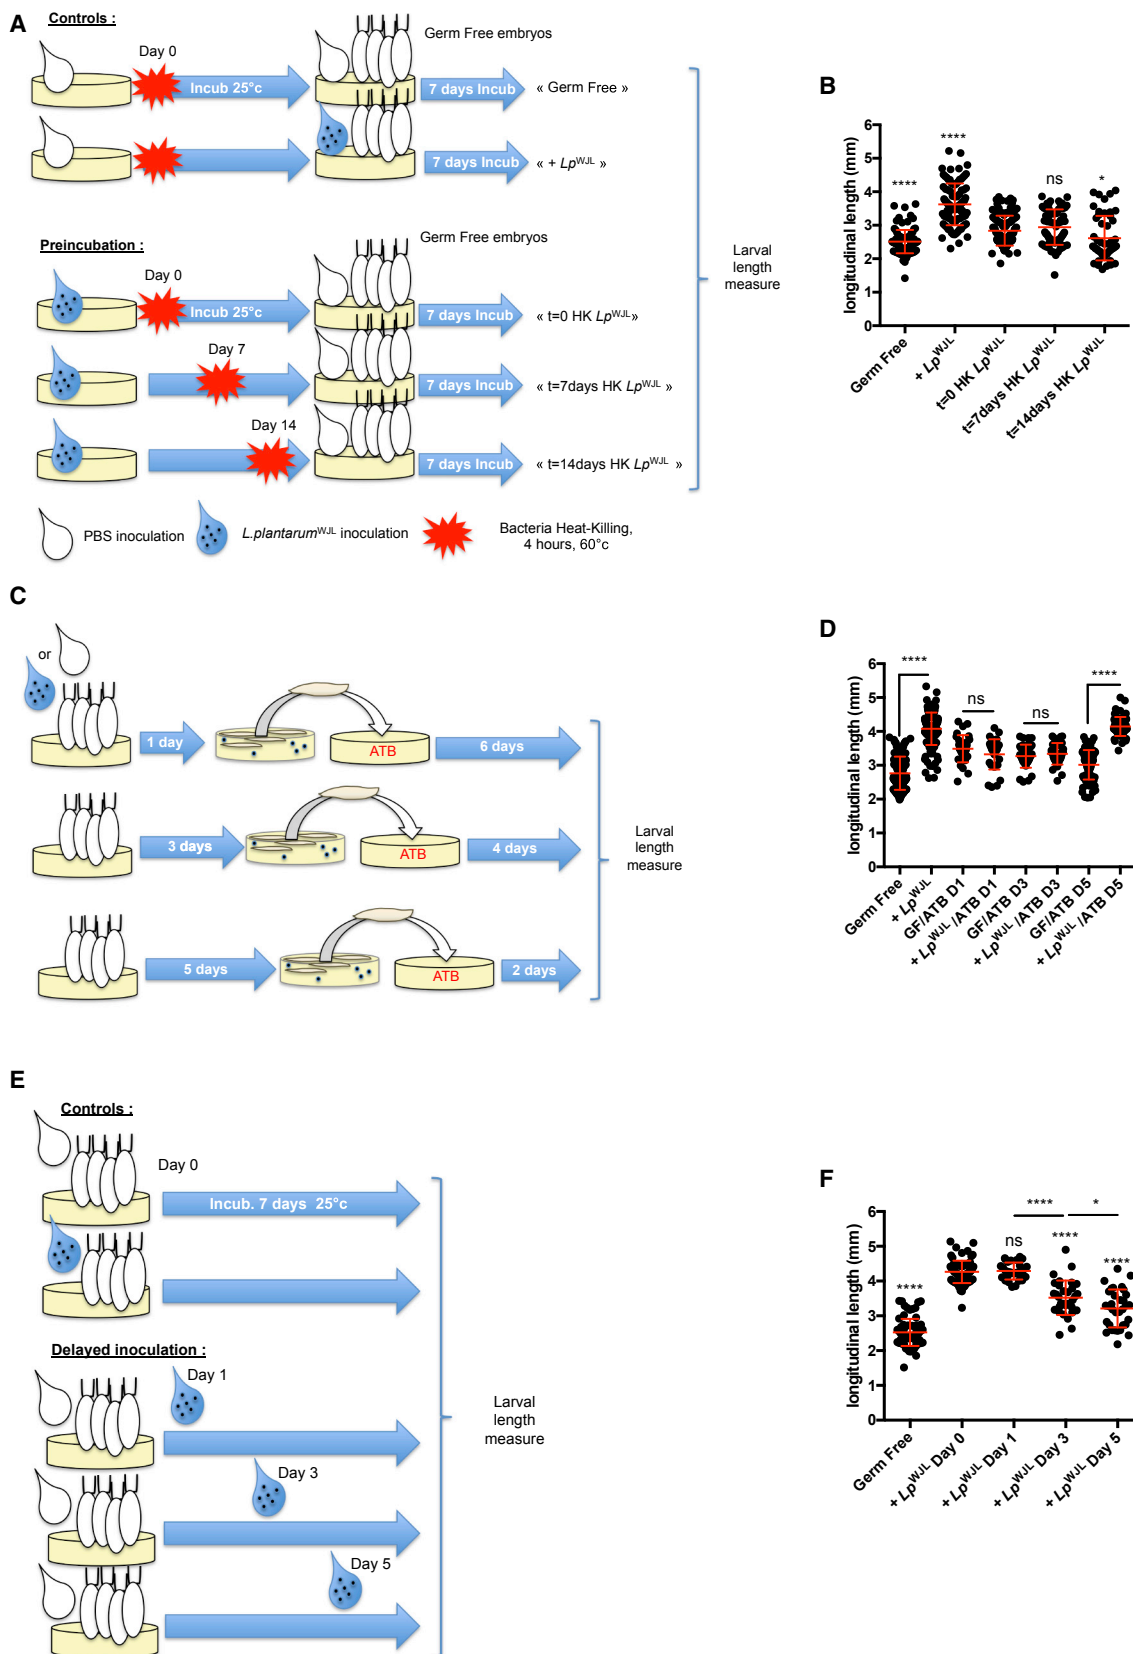 A
Controls :
Day 0
Germ Free embryos
Incub 25°c
7 days Incub
« Germ Free »
7 days Incub
« + LpWJL »
Preincubation :
Germ Free embryos
Day 0
Incub 25°c
7 days Incub
« t=0 HK LpWJL»
Day 7
7 days Incub
« t=7days HK LpWJL »
Day 14
7 days Incub
« t=14days HK LpWJL »
Larval
length
measure
PBS inoculation
L.plantarumWJL inoculation
Bacteria Heat-Killing,
4 hours, 60°c
B
longitudinal length (mm)
6
5
4
3
2
1
0
****
****
ns
*
Germ Free
+ LpWJL
t=0 HK LpWJL
t=7days HK LpWJL
t=14days HK LpWJL
C
or
1 day
ATB
6 days
3 days
ATB
4 days
5 days
ATB
2 days
Larval
length
measure
D
longitudinal length (mm)
6
5
4
3
2
1
0
****
ns
ns
****
Germ Free
+ LpWJL
GF/ATB D1
+ LpWJL/ATB D1
GF/ATB D3
+ LpWJL/ATB D3
GF/ATB D5
+ LpWJL/ATB D5
E
Controls :
Day 0
Incub. 7 days 25°c
Delayed inoculation :
Day 1
Day 3
Day 5
Larval
length
measure
F
longitudinal length (mm)
6
5
4
3
2
1
0
****
ns
****
****
*
****
Germ Free
+ LpWJL Day 0
+ LpWJL Day 1
+ LpWJL Day 3
+ LpWJL Day 5